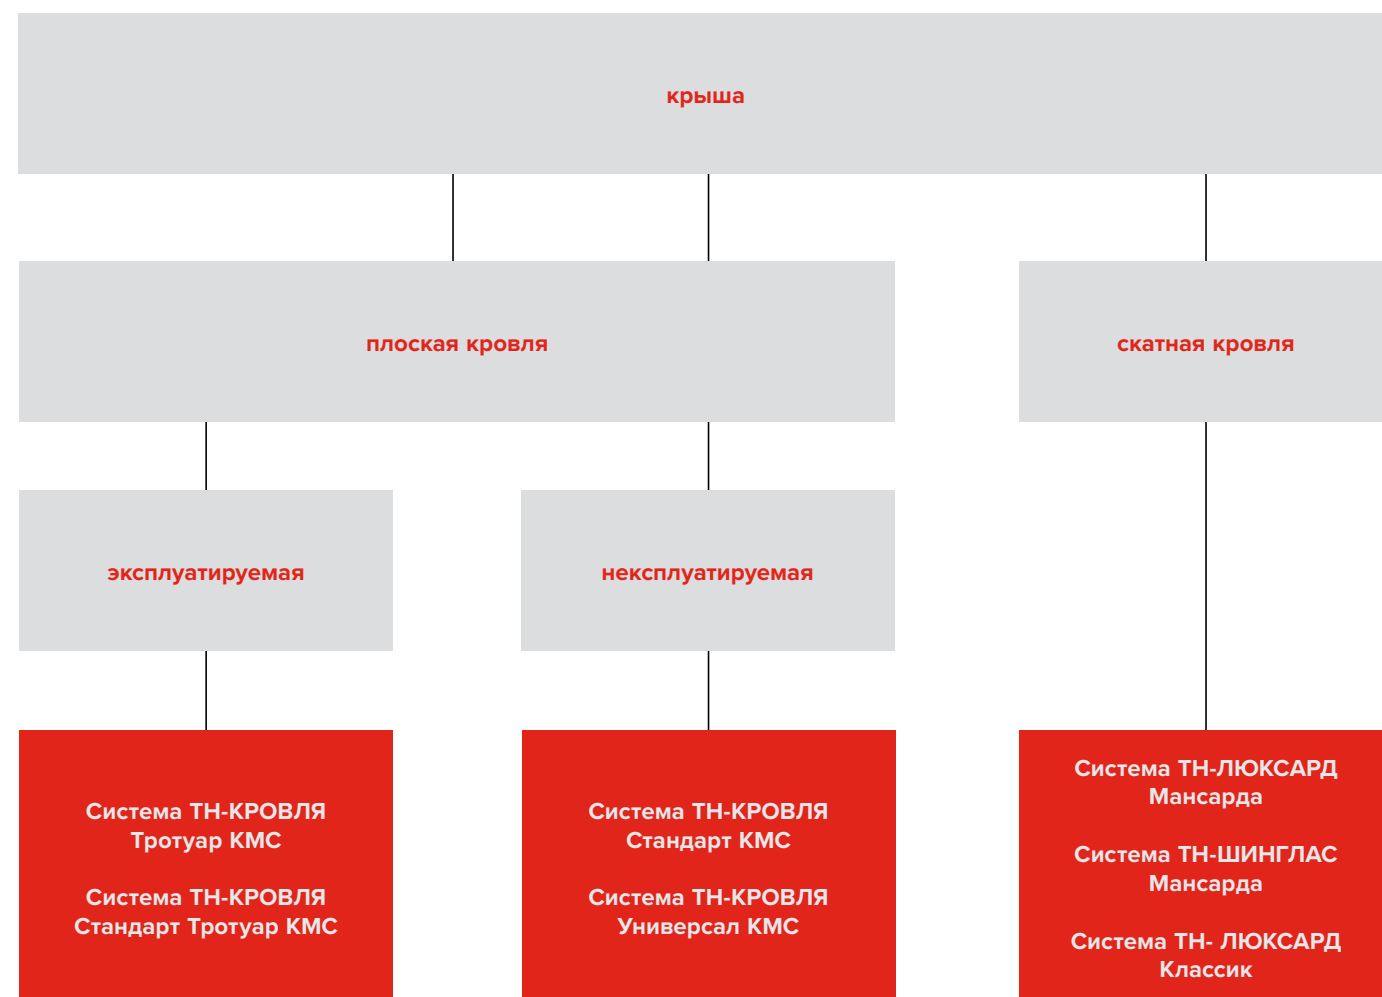 крыша
плоская кровля
скатная кровля
эксплуатируемая
нексплуатируемая
Система ТН-КРОВЛЯ
Тротуар КМС
Система ТН-КРОВЛЯ
Стандарт Тротуар КМС
Система ТН-КРОВЛЯ
Стандарт КМС
Система ТН-КРОВЛЯ
Универсал КМС
Система ТН-ЛЮКСАРД
Мансарда
Система ТН-ШИНГЛАС
Мансарда
Система ТН- ЛЮКСАРД
Классик